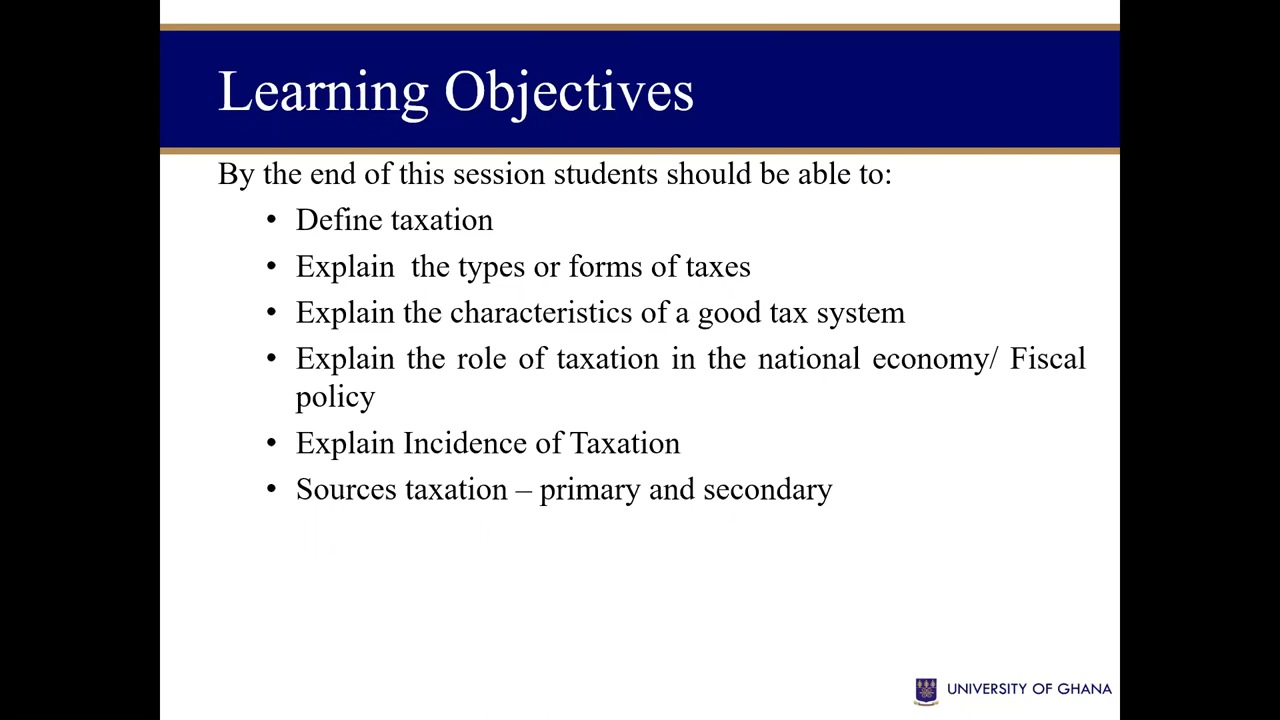 Learning Objectives
By the end of this session students should be able to:
• Define taxation
• Explain  the types or forms of taxes
• Explain the characteristics of a good tax system
• Explain the role of taxation in the national economy/ Fiscal
policy
• Explain Incidence of Taxation
• Sources taxation – primary and secondary
UNIVERSITY OF GHANA